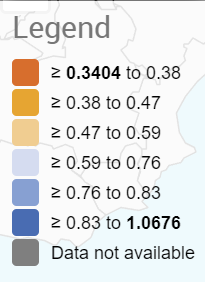 Legend
≥ 0.3404 to 0.38
≥ 0.38 to 0.47
≥ 0.47 to 0.59
≥ 0.59 to 0.76
≥ 0.76 to 0.83
≥ 0.83 to 1.0676
Data not available